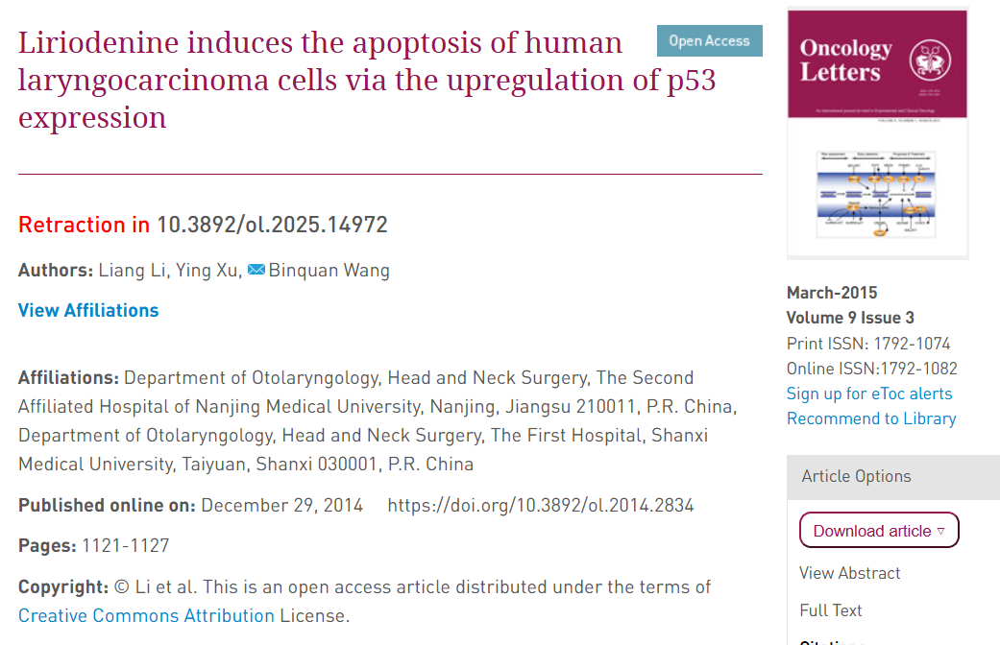 Liriodenine induces the apoptosis of human
laryngocarcinoma cells via the upregulation of p53
expression
Open Access
Retraction in 10.3892/ol.2025.14972
Authors: Liang Li, Ying Xu, Binquan Wang
View Affiliations
Affiliations: Department of Otolaryngology, Head and Neck Surgery, The Second
Affiliated Hospital of Nanjing Medical University, Nanjing, Jiangsu 210011, P.R. China,
Department of Otolaryngology, Head and Neck Surgery, The First Hospital, Shanxi
Medical University, Taiyuan, Shanxi 030001, P.R. China
Published online on: December 29, 2014 https://doi.org/10.3892/ol.2014.2834
Pages: 1121-1127
Copyright: © Li et al. This is an open access article distributed under the terms of
Creative Commons Attribution License.
Oncology
Letters
March-2015
Volume 9 Issue 3
Print ISSN: 1792-1074
Online ISSN:1792-1082
Sign up for eToc alerts
Recommend to Library
Article Options
Download article ▿
View Abstract
Full Text